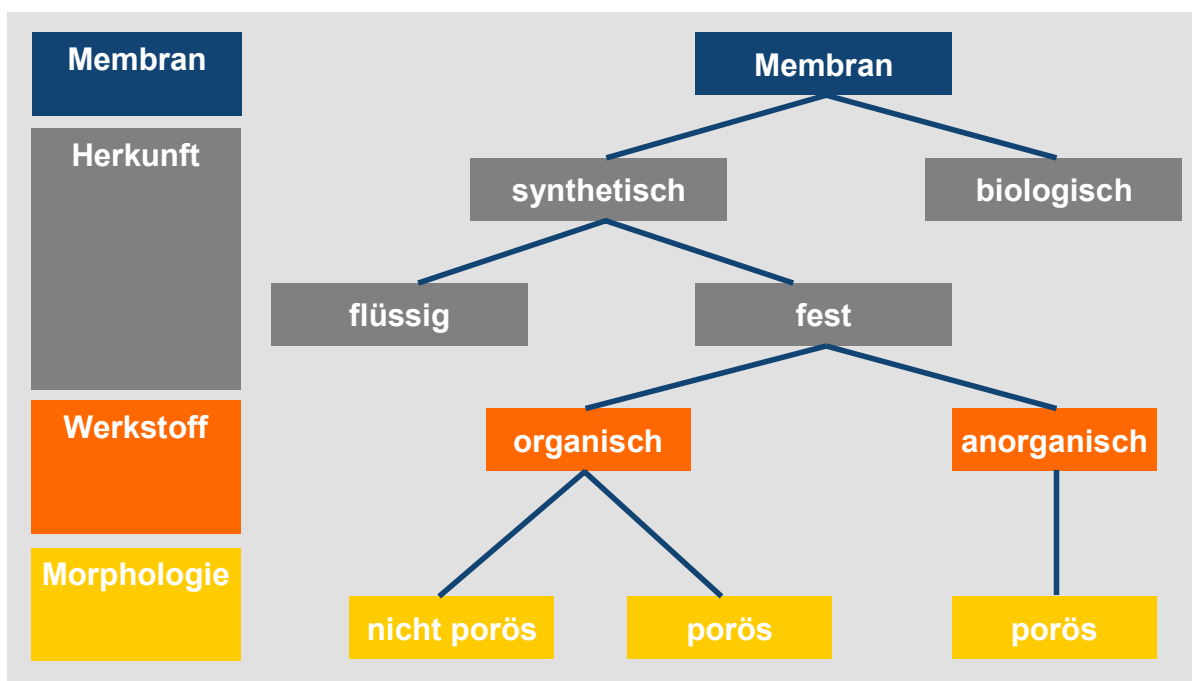 Membran
Membran
Herkunft
synthetisch
biologisch
flüssig
fest
Werkstoff
organisch
anorganisch
Morphologie
nicht porös
porös
porös